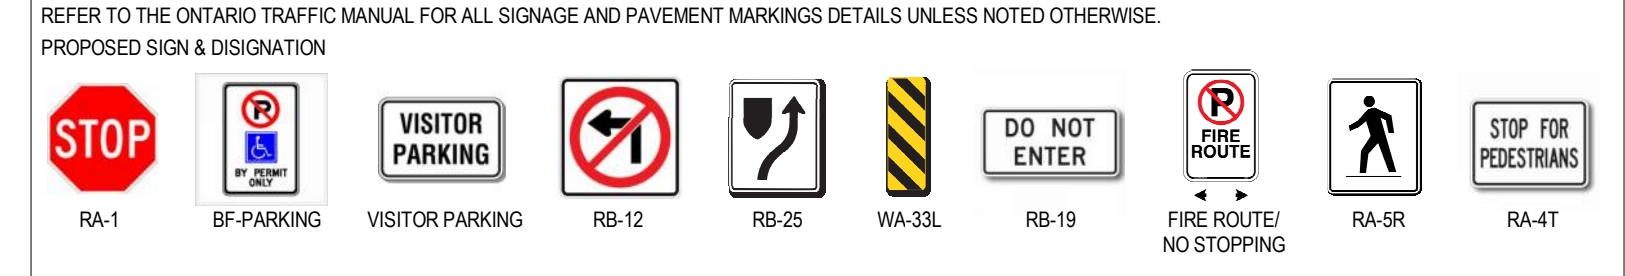 REFER TO THE ONTARIO TRAFFIC MANUAL FOR ALL SIGNAGE AND PAVEMENT MARKINGS DETAILS UNLESS NOTED OTHERWISE.
PROPOSED SIGN & DISIGNATION
STOP
P
BY PERMIT
ONLY
VISITOR
PARKING
DO NOT
ENTER
P
FIRE
ROUTE
STOP FOR
PEDESTRIANS
RA-1
BF-PARKING
VISITOR PARKING
RB-12
RB-25
WA-33L
RB-19
FIRE ROUTE/
NO STOPPING
RA-5R
RA-4T